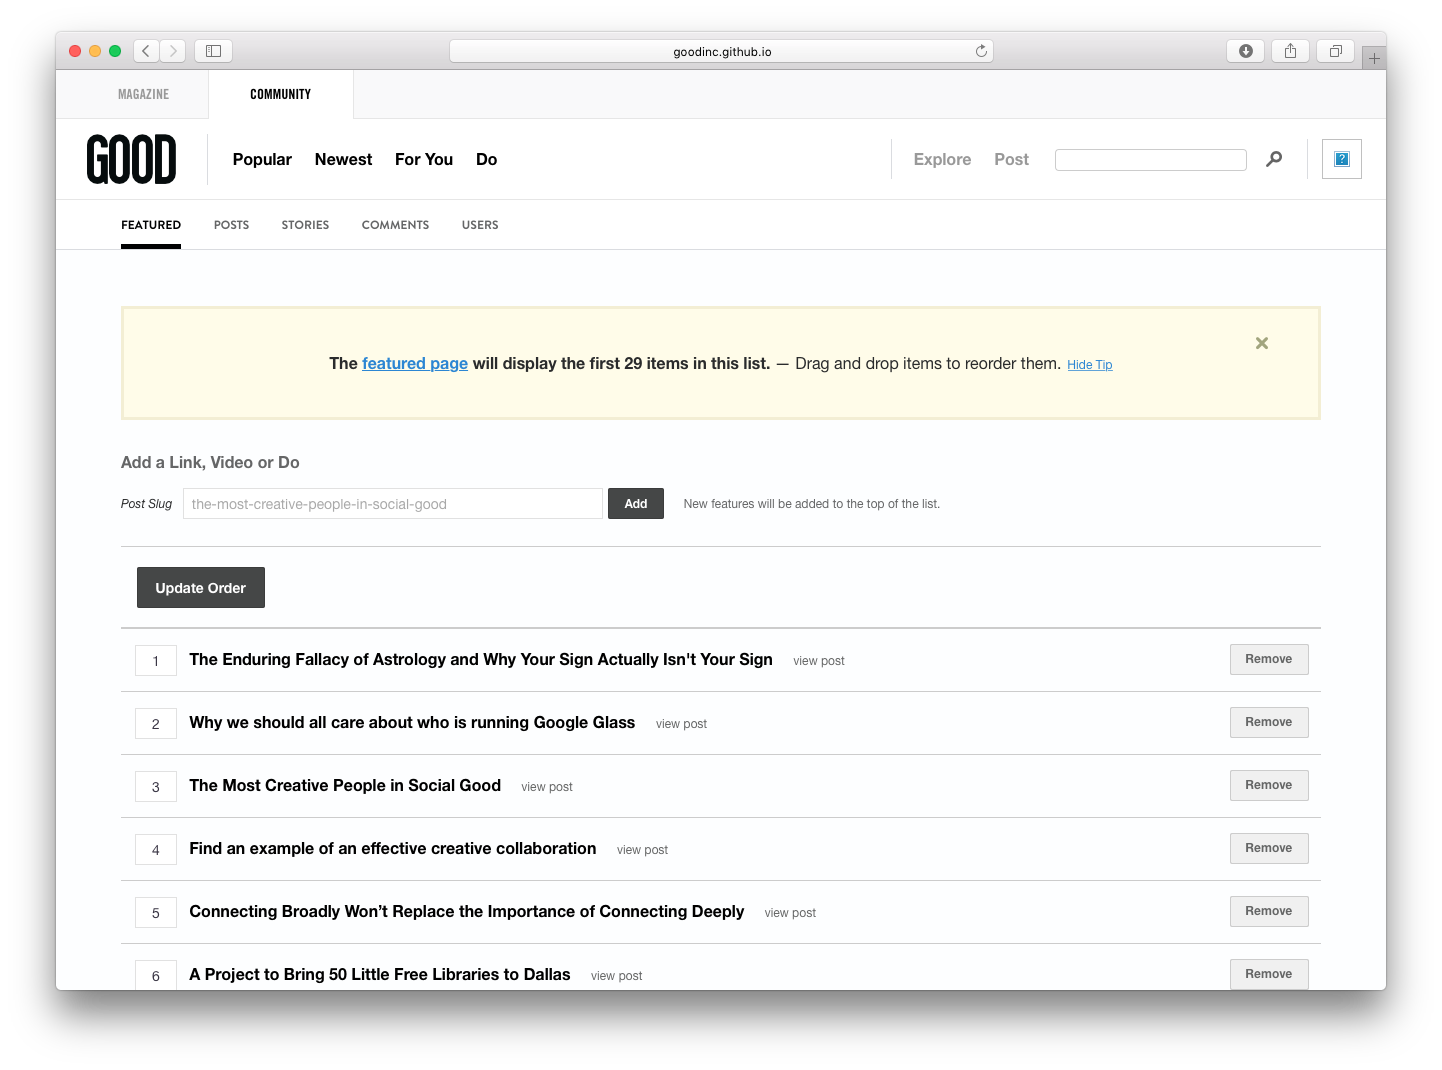 goodinc.github.io
MAGAZINE COMMUNITY
GOOD Popular Newest For You Do Explore Post
FEATURED POSTS STORIES COMMENTS USERS
The featured page will display the first 29 items in this list. — Drag and drop items to reorder them. Hide Tip
Add a Link, Video or Do
Post Slug the-most-creative-people-in-social-good Add New features will be added to the top of the list.
Update Order
1 The Enduring Fallacy of Astrology and Why Your Sign Actually Isn't Your Sign view post Remove
2 Why we should all care about who is running Google Glass view post Remove
3 The Most Creative People in Social Good view post Remove
4 Find an example of an effective creative collaboration view post Remove
5 Connecting Broadly Won’t Replace the Importance of Connecting Deeply view post Remove
6 A Project to Bring 50 Little Free Libraries to Dallas view post Remove